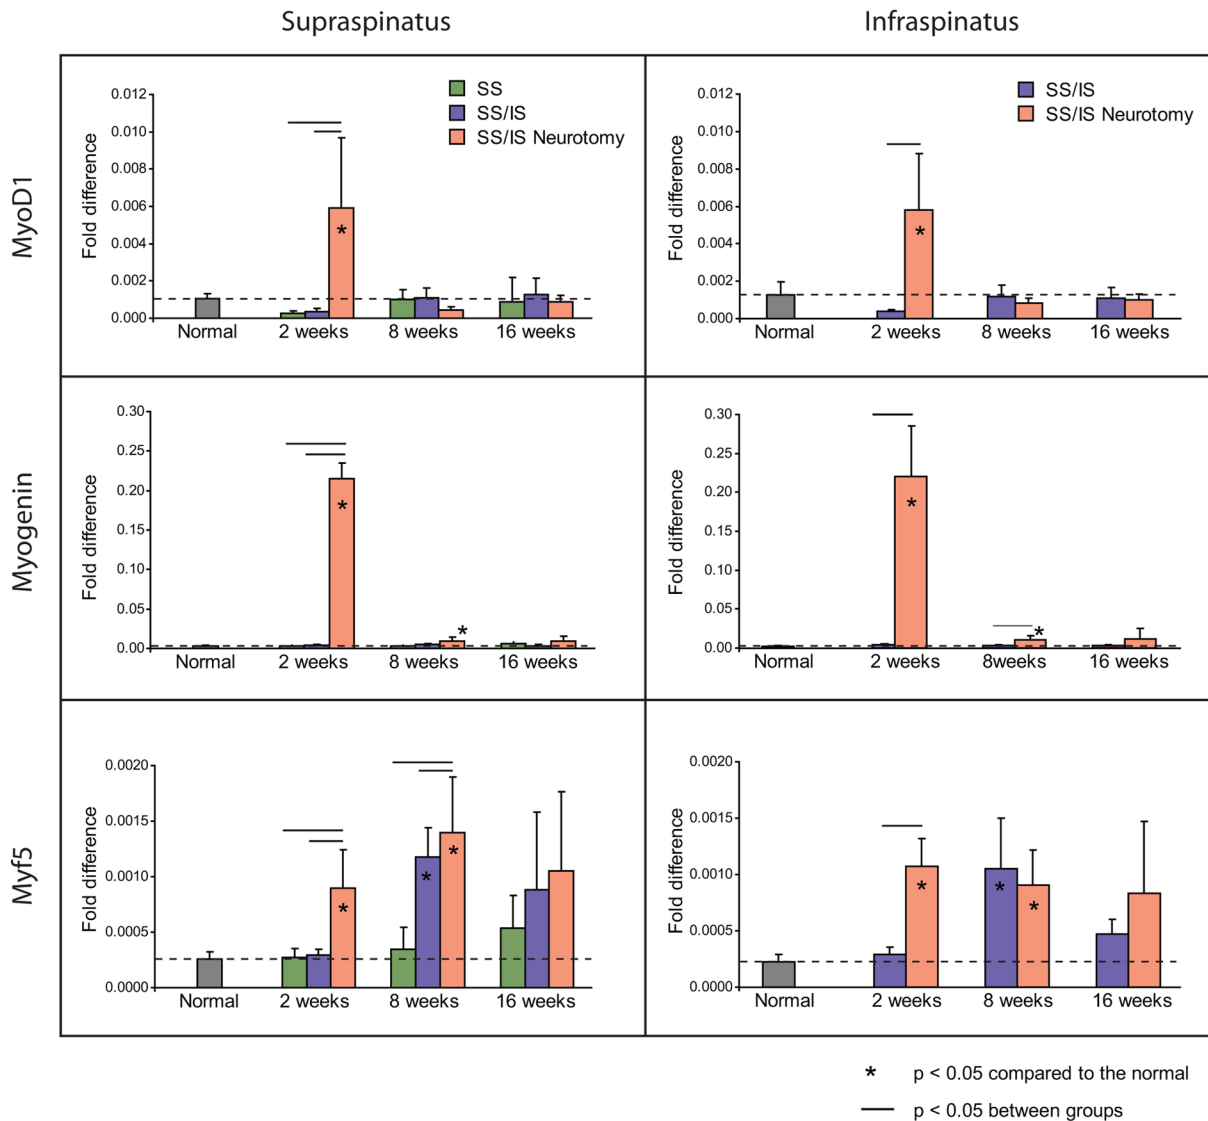 Supraspinatus
Infraspinatus
MyoD1
Fold difference
0.012
0.010
0.008
0.006
0.004
0.002
0.000
SS
SS/IS
SS/IS Neurotomy
*
Normal
2 weeks
8 weeks
16 weeks
Fold difference
0.012
0.010
0.008
0.006
0.004
0.002
0.000
SS/IS
SS/IS Neurotomy
*
Normal
2 weeks
8 weeks
16 weeks
Myogenin
Fold difference
0.30
0.25
0.20
0.15
0.10
0.05
0.00
*
*
Normal
2 weeks
8 weeks
16 weeks
Fold difference
0.30
0.25
0.20
0.15
0.10
0.05
0.00
*
*
Normal
2 weeks
8weeks
16 weeks
Myf5
Fold difference
0.0020
0.0015
0.0010
0.0005
0.0000
*
*
*
Normal
2 weeks
8 weeks
16 weeks
Fold difference
0.0020
0.0015
0.0010
0.0005
0.0000
*
*
*
Normal
2 weeks
8 weeks
16 weeks
* p < 0.05 compared to the normal
p < 0.05 between groups